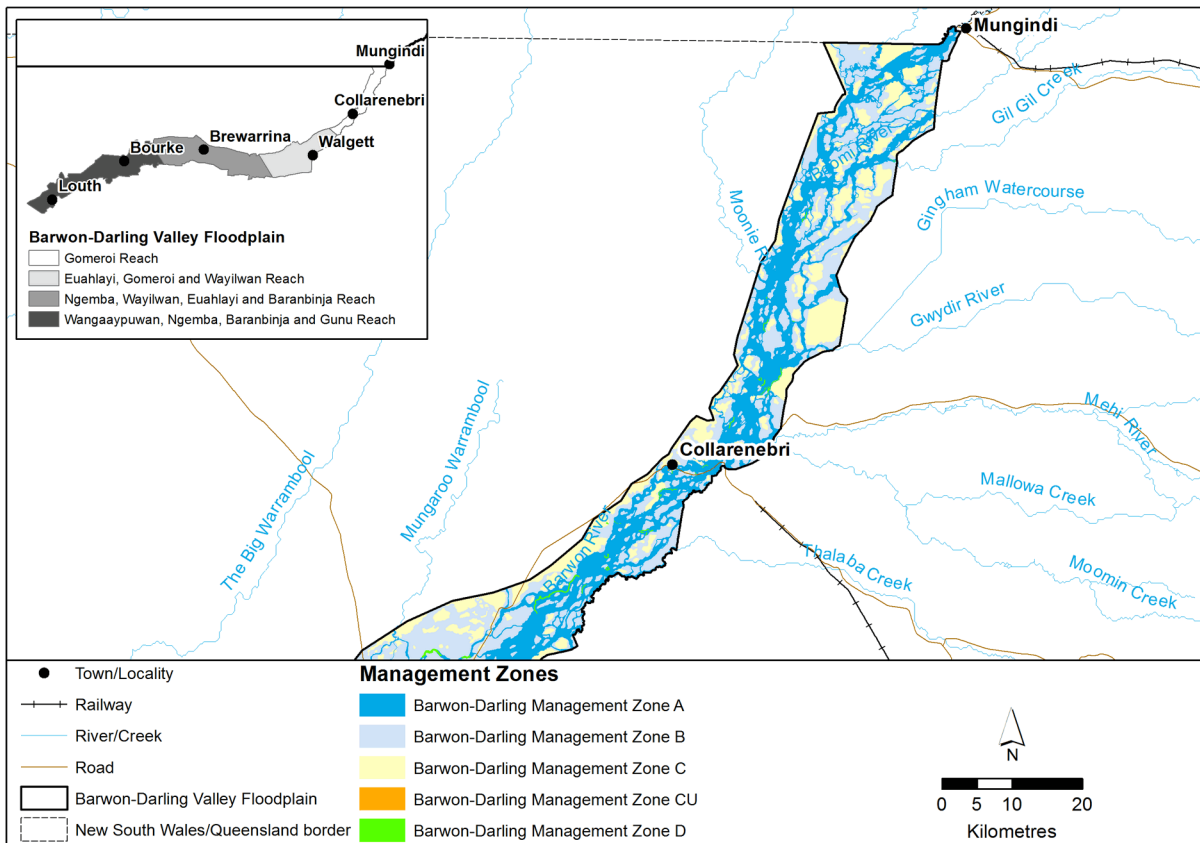 Mungindi
Collarenebri
Brewarrina
Bourke
Walgett
Louth
Barwon-Darling Valley Floodplain
Gomeroi Reach
Euahlayi, Gomeroi and Wayilwan Reach
Ngemba, Wayilwan, Euahlayi and Baranbinja Reach
Wangaaypuwan, Ngemba, Baranbinja and Gunu Reach
Mungindi
Gil Gil Creek
Boomi River
Gingham Watercourse
Moonie R
Gwydir River
Mehi River
Collarenebri
Mallowa Creek
Mungaroo Warrambool
The Big Warrambool
Barwon River
Thalaba Creek
Moomin Creek
Town/Locality
Railway
River/Creek
Road
Barwon-Darling Valley Floodplain
New South Wales/Queensland border
Management Zones
Barwon-Darling Management Zone A
Barwon-Darling Management Zone B
Barwon-Darling Management Zone C
Barwon-Darling Management Zone CU
Barwon-Darling Management Zone D
N
0 5 10 20
Kilometres